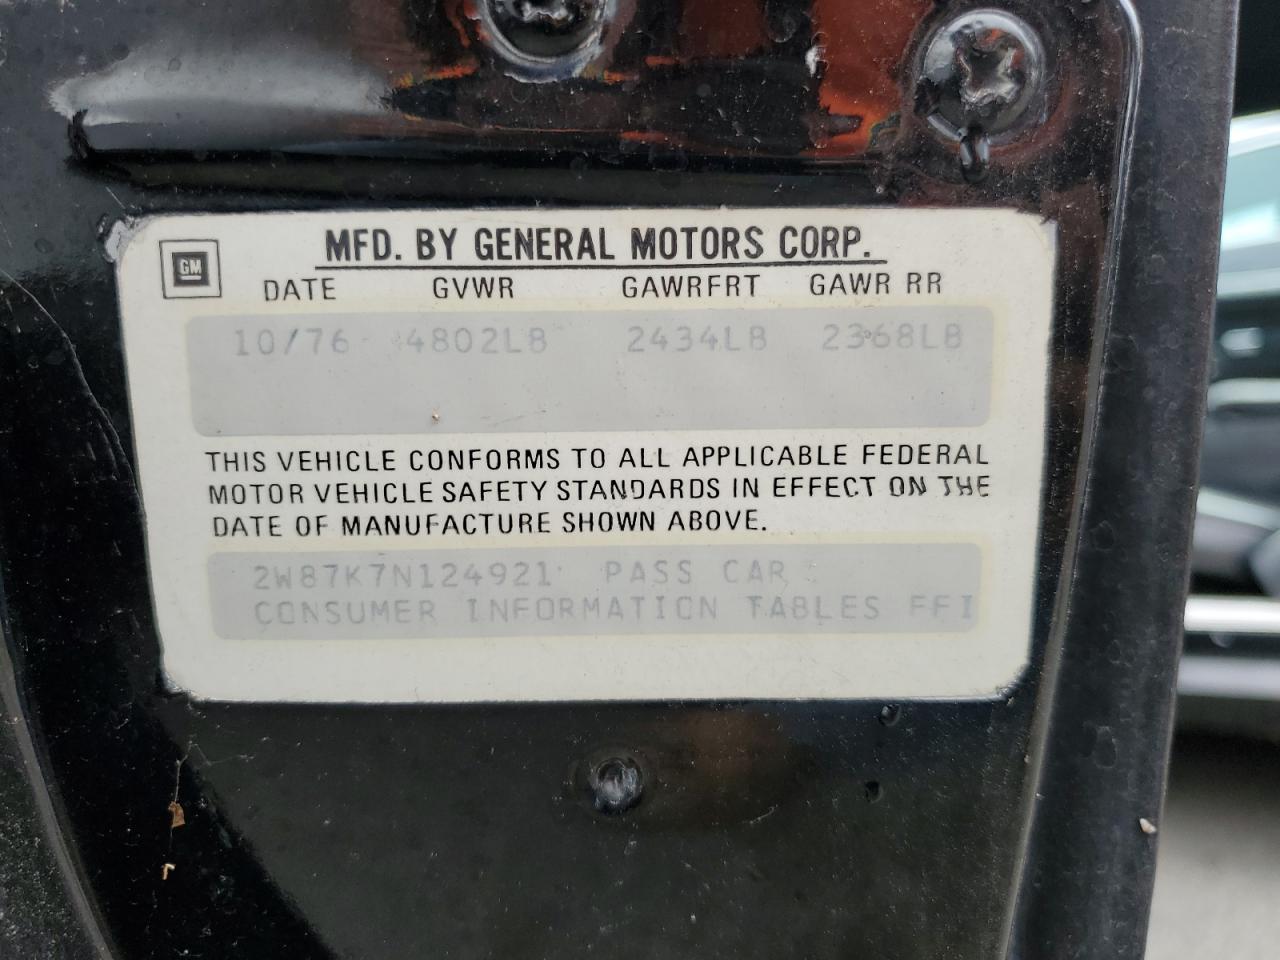 GM
MFD. BY GENERAL MOTORS CORP.
DATE GVWR GAWRFRT GAWR RR
10/76 4802LB 2434LB 2368LB
THIS VEHICLE CONFORMS TO ALL APPLICABLE FEDERAL
MOTOR VEHICLE SAFETY STANDARDS IN EFFECT ON THE
DATE OF MANUFACTURE SHOWN ABOVE.
2W87K7N124921 PASS CAR
CONSUMER INFORMATION TABLES FFI